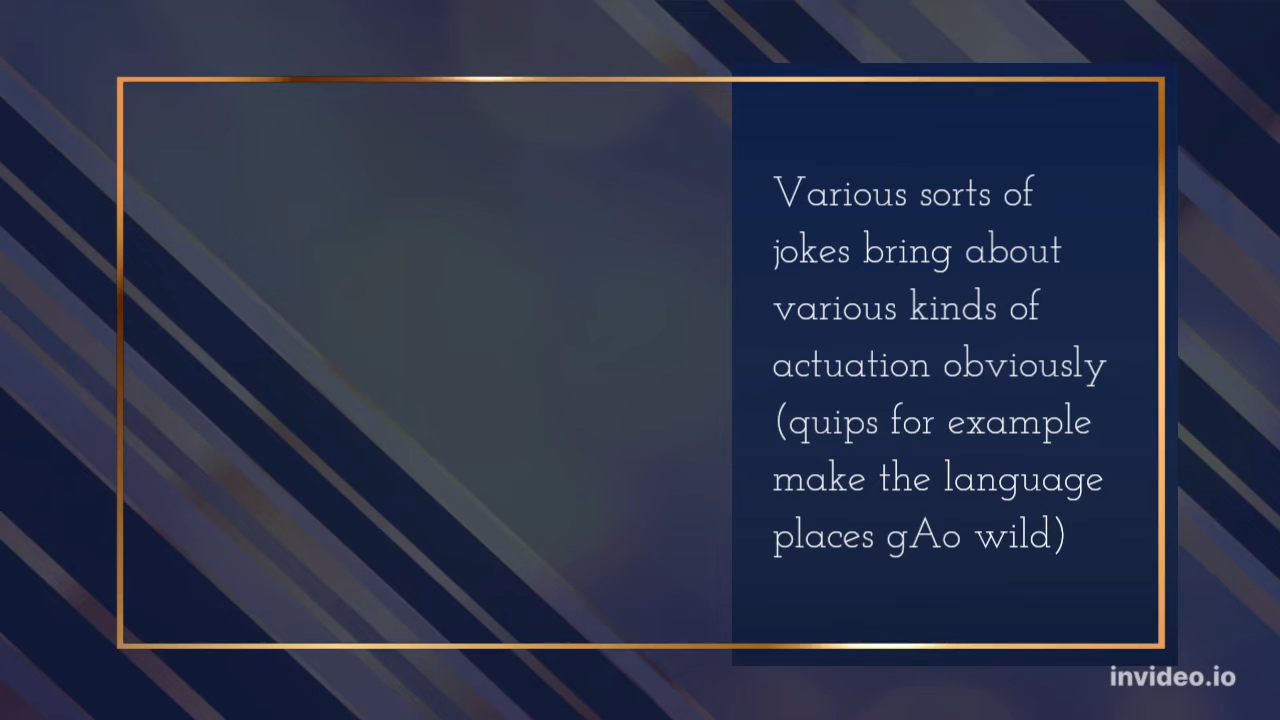 Various sorts of
jokes bring about
various kinds of
actuation obviously
(quips for example
make the language
places gAo wild)
invideo.io